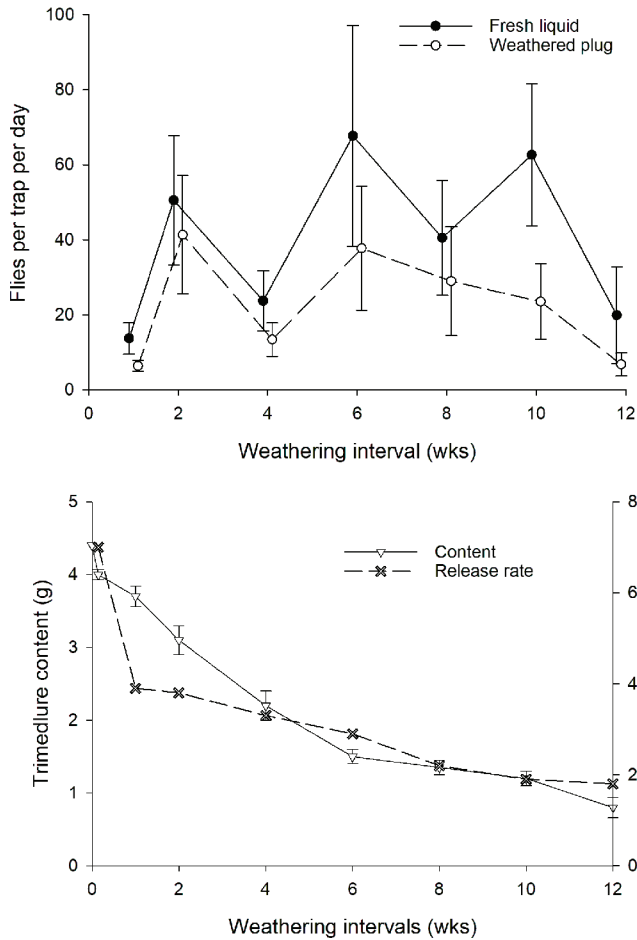 100
80
60
40
20
0
Flies per trap per day
Fresh liquid
Weathered plug
0 2 4 6 8 10 12
Weathering interval (wks)
5
4
3
2
1
0
Trimedlure content (g)
Content
Release rate
8
6
4
2
0
0 2 4 6 8 10 12
Weathering intervals (wks)